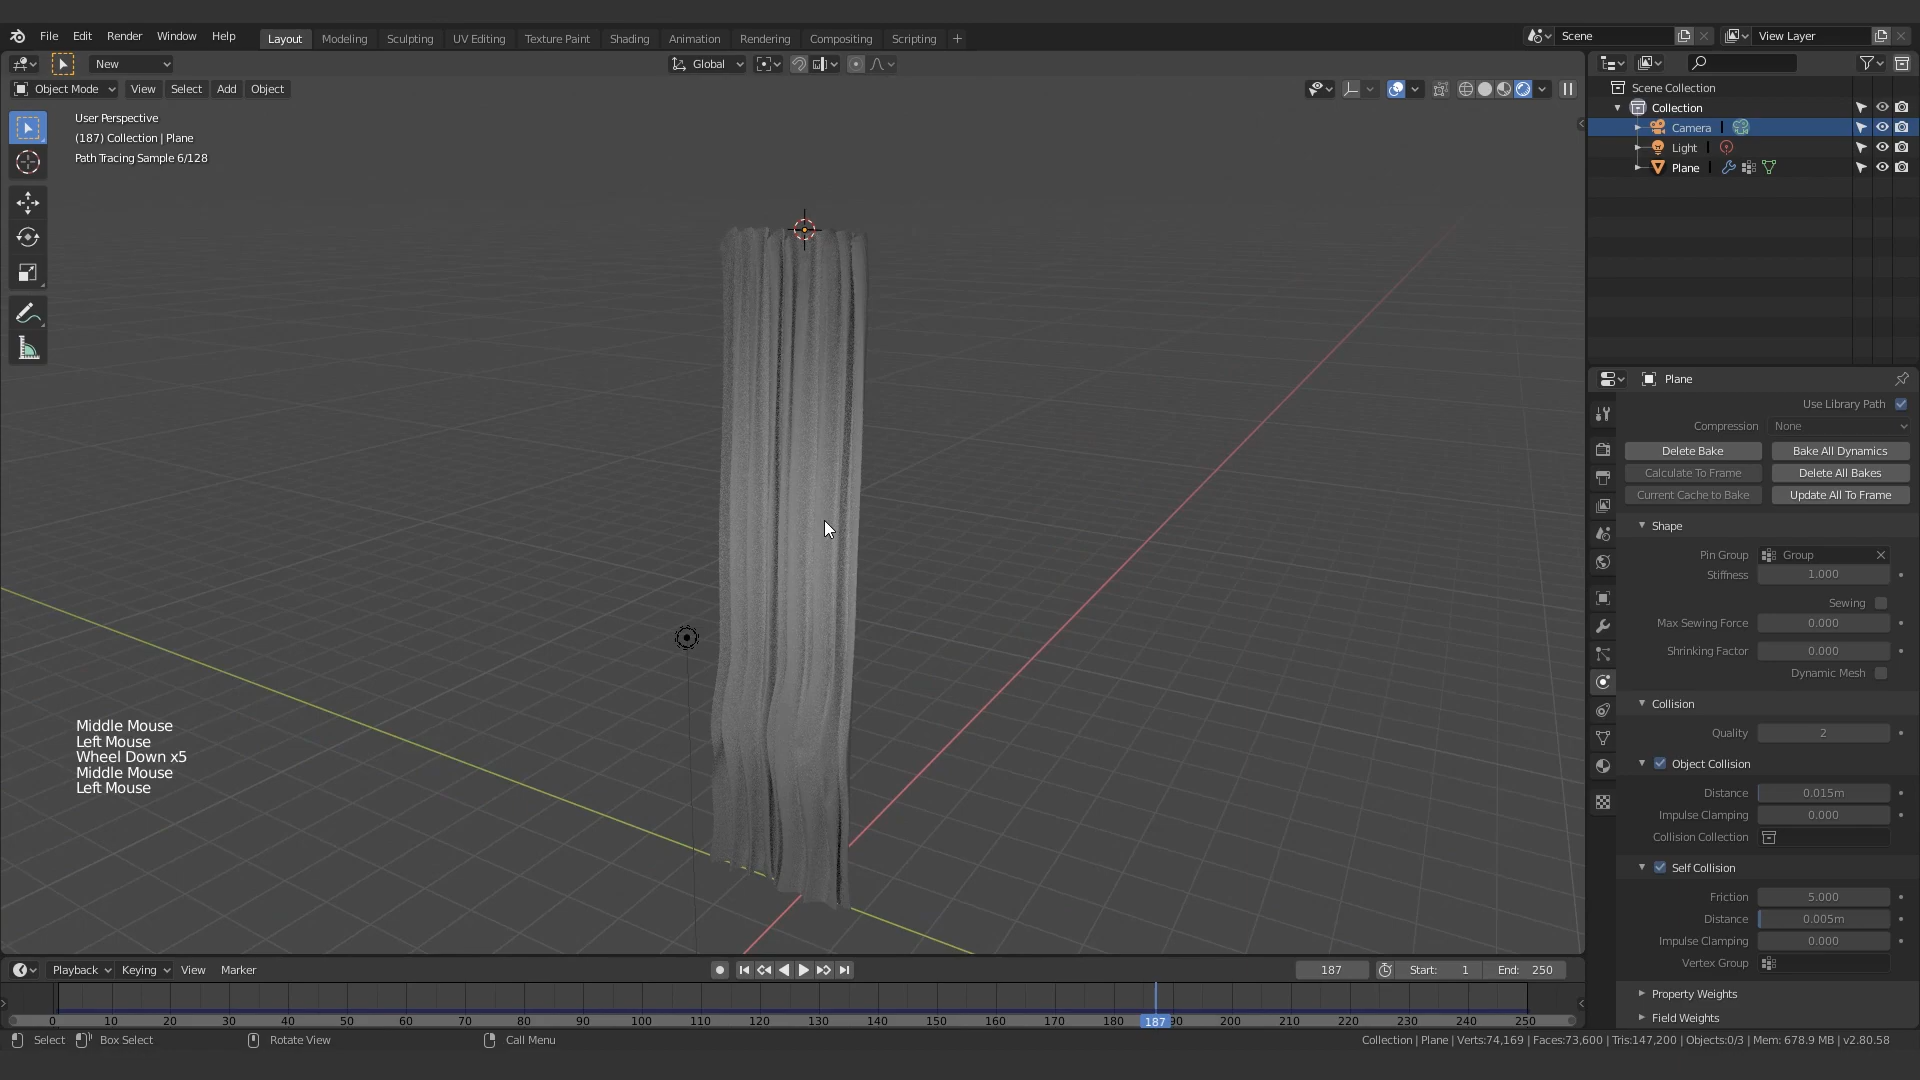 File Edit Render Window Help Layout Modeling Sculpting UV Editing Texture Paint Shading Animation Rendering Compositing Scripting + Scene View Layer
New Global
Object Mode View Select Add Object
User Perspective
(187) Collection | Plane
Path Tracing Sample 6/128
Scene Collection
Collection
Camera
Light
Plane
Plane
Use Library Path
Compression None
Delete Bake Bake All Dynamics
Calculate To Frame Delete All Bakes
Current Cache to Bake Update All To Frame
Shape
Pin Group Group
Stiffness 1.000
Sewing
Max Sewing Force 0.000
Shrinking Factor 0.000
Dynamic Mesh
Collision
Quality 2
Object Collision
Distance 0.015m
Impulse Clamping 0.000
Collision Collection
Self Collision
Friction 5.000
Distance 0.005m
Impulse Clamping 0.000
Vertex Group
Property Weights
Field Weights
Middle Mouse
Left Mouse
Wheel Down x5
Middle Mouse
Left Mouse
Playback Keying View Marker 187 Start: 1 End: 250
0 10 20 30 40 50 60 70 80 90 100 110 120 130 140 150 160 170 180 187 90 200 210 220 230 240 250
Select Box Select Rotate View Call Menu Collection | Plane | Verts:74,169 | Faces:73,600 | Tris:147,200 | Objects:0/3 | Mem: 678.9 MB | v2.80.58